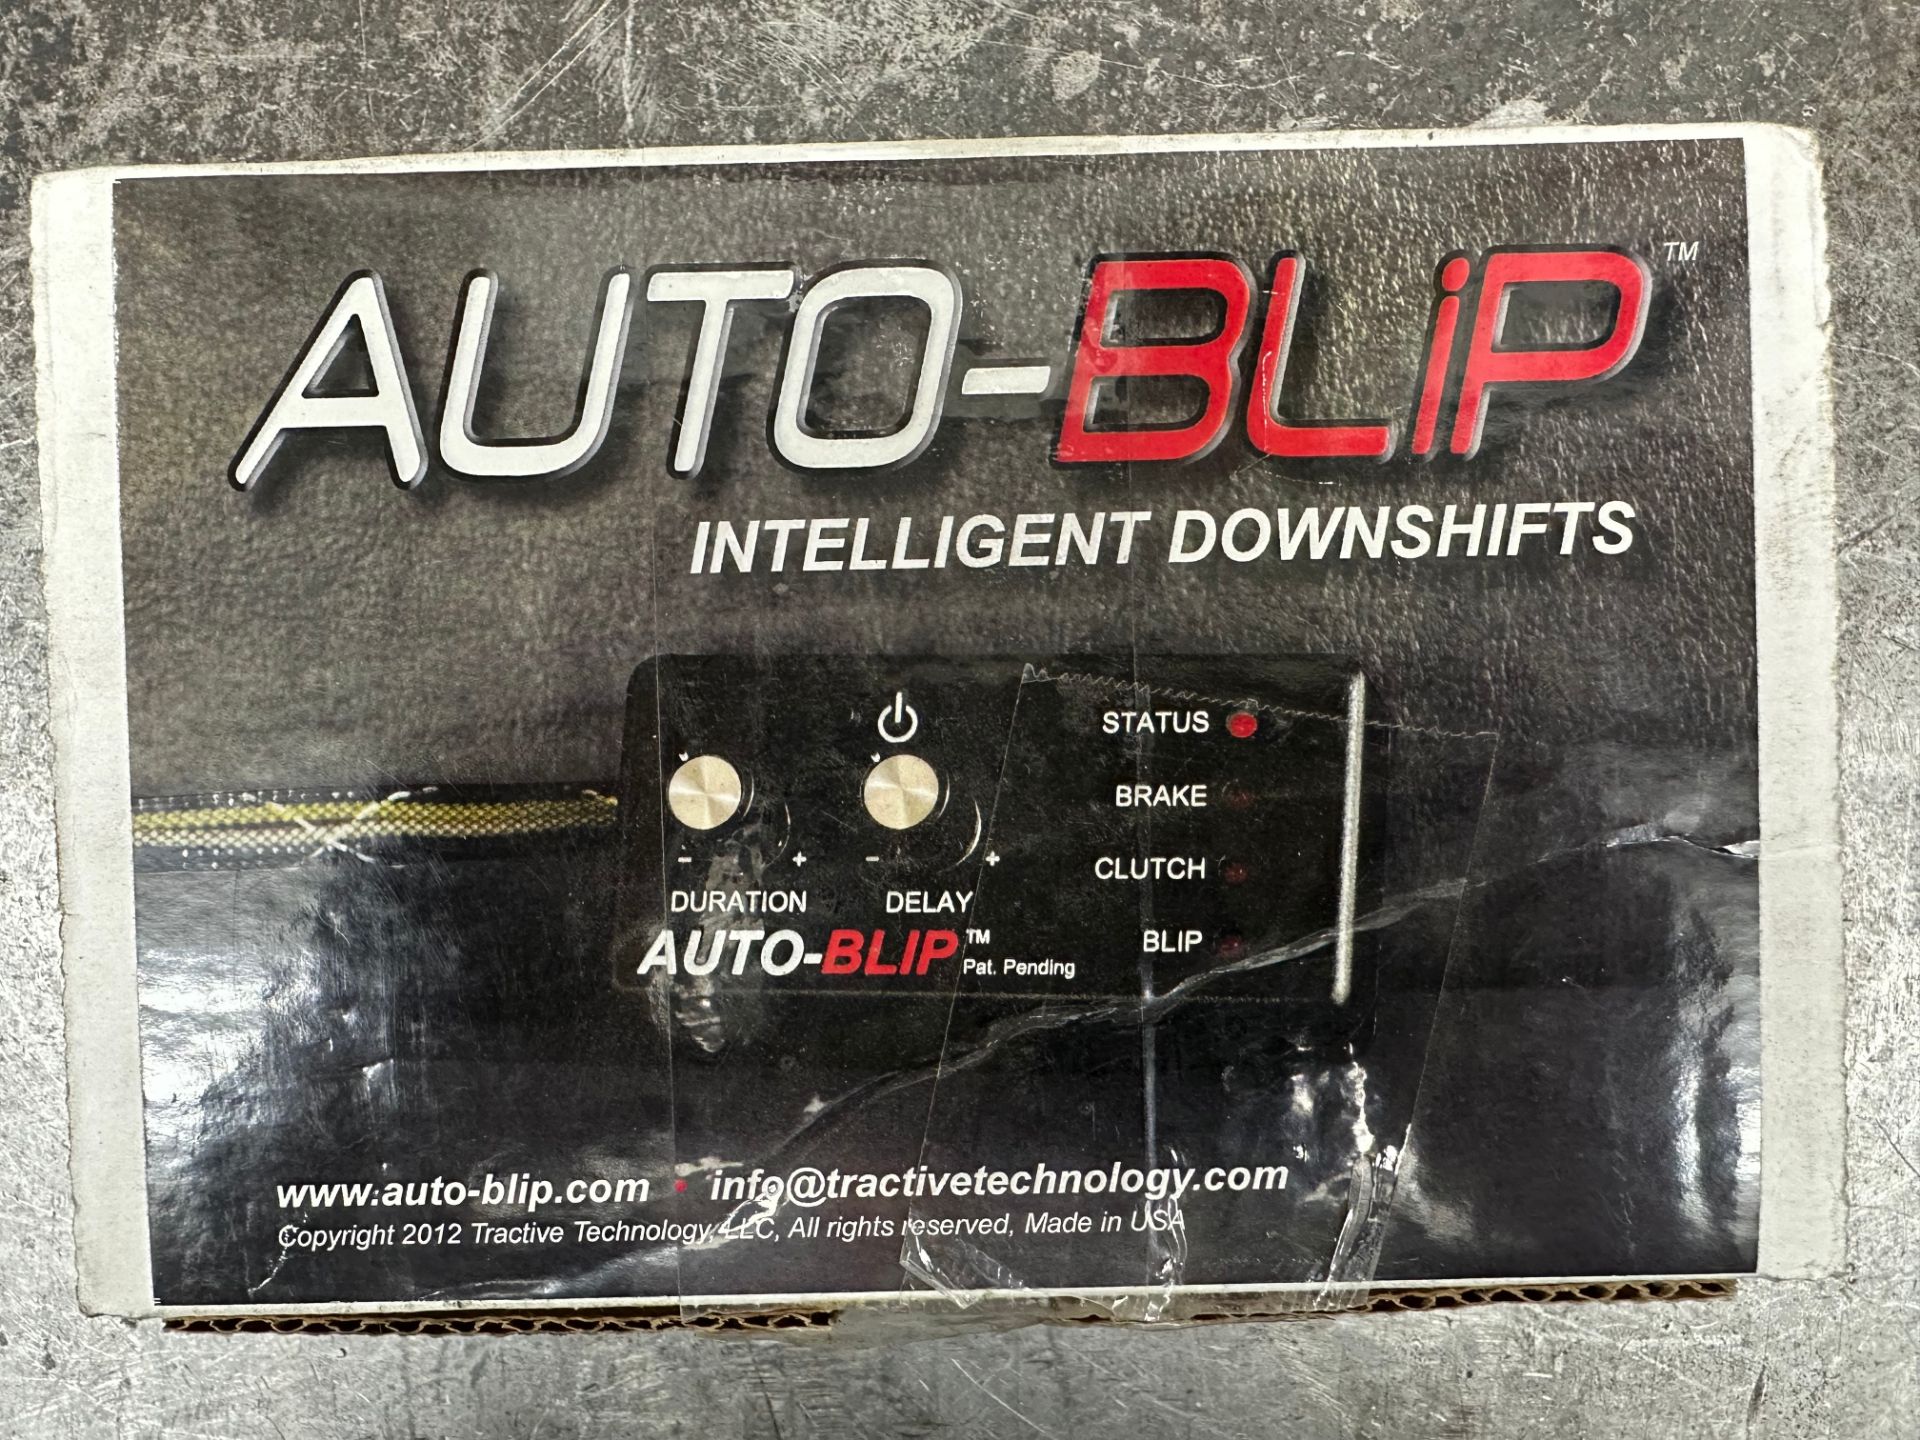 AUTO-BLiP™
INTELLIGENT DOWNSHIFTS
STATUS
BRAKE
CLUTCH
BLIP
- +
- +
DURATION
DELAY
AUTO-BLIP™
Pat. Pending
www.auto-blip.com • info@tractivetechnology.com
Copyright 2012 Tractive Technology, LLC, All rights reserved, Made in USA